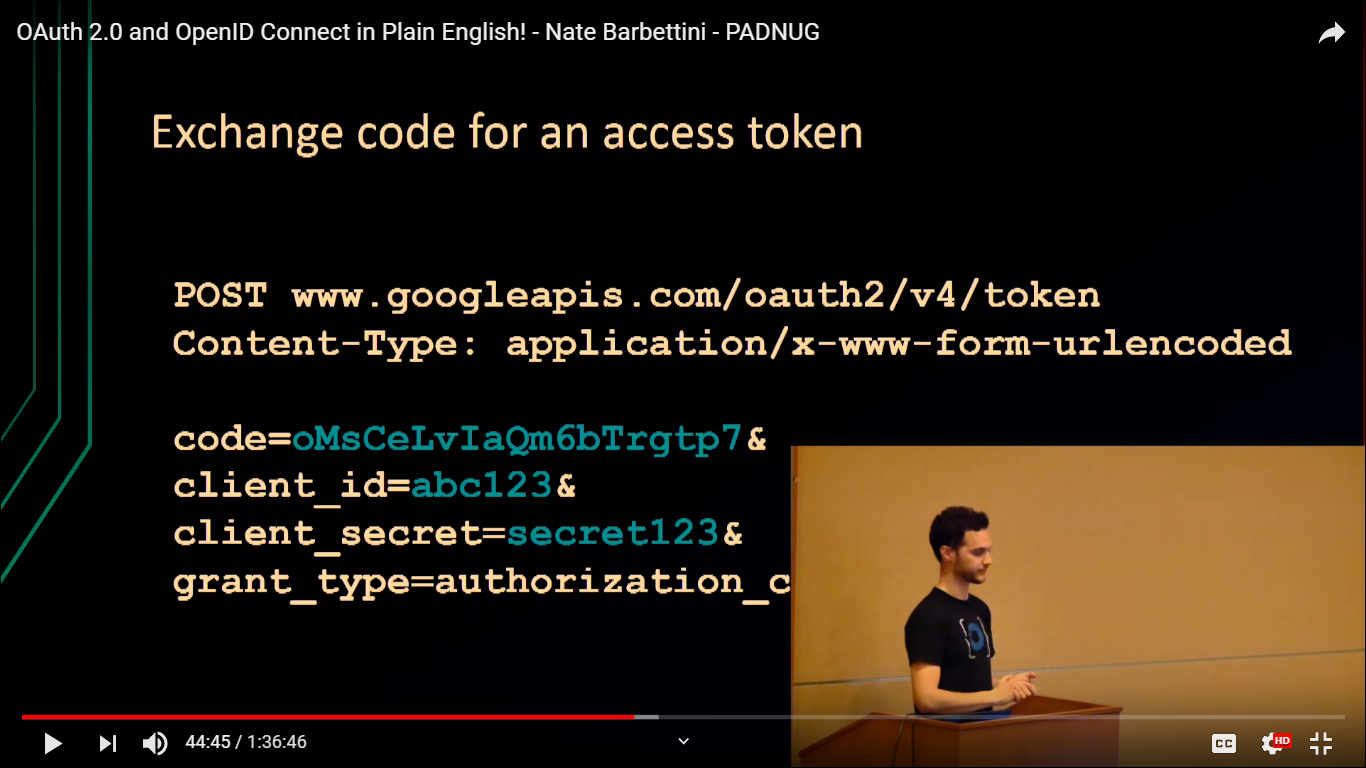 OAuth 2.0 and OpenID Connect in Plain English! - Nate Barbettini - PADNUG
Exchange code for an access token
POST www.googleapis.com/oauth2/v4/token
Content-Type: application/x-www-form-urlencoded
code=oMsCeLvIaQm6bTrgtp7&
client_id=abc123&
client_secret=secret123&
grant_type=authorization_c
44:45 / 1:36:46
CC
HD